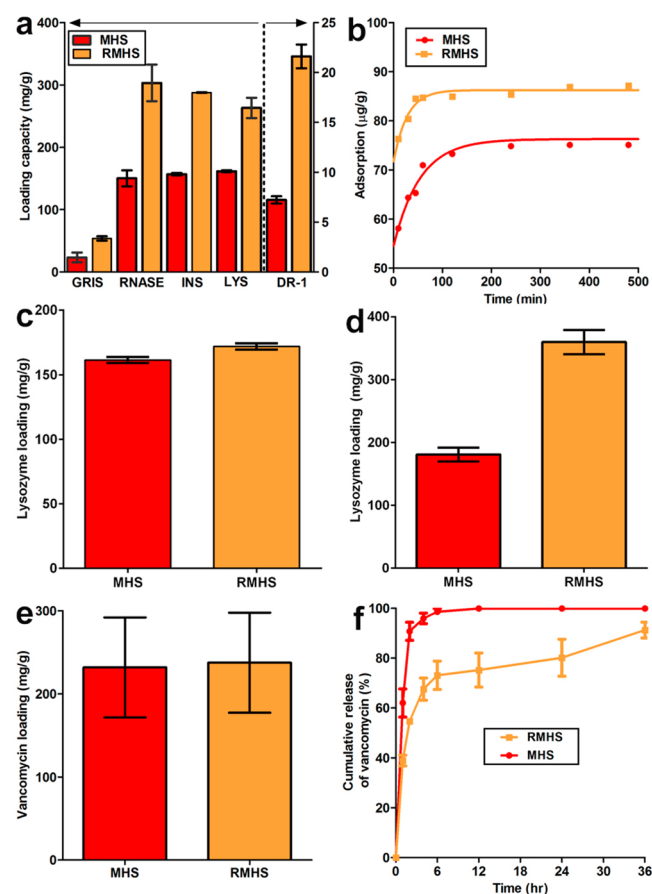 a
MHS
RMHS
Loading capacity (mg/g)
400
300
200
100
0
25
20
15
10
5
0
GRIS RNASE INS LYS DR-1
b
MHS
RMHS
Adsorption (µg/g)
100
90
80
70
60
50
0 100 200 300 400 500
Time (min)
c
Lysozyme loading (mg/g)
200
150
100
50
0
MHS RMHS
d
Lysozyme loading (mg/g)
400
300
200
100
0
MHS RMHS
e
Vancomycin loading (mg/g)
300
200
100
0
MHS RMHS
f
Cumulative release
of vancomycin (%)
100
80
60
40
20
0
RMHS
MHS
0 6 12 18 24 30 36
Time (hr)